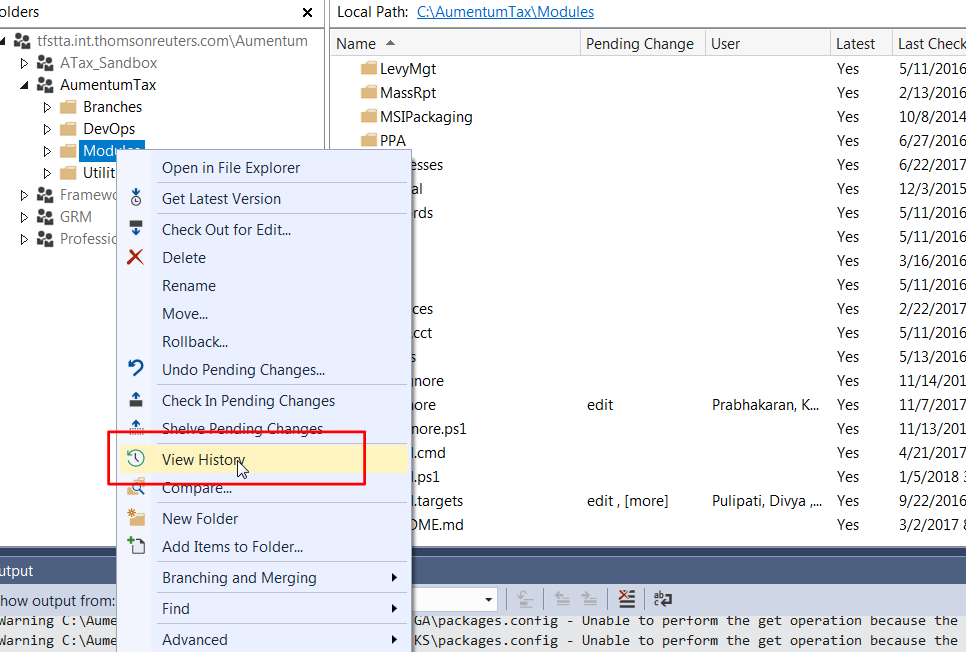 olders
Local Path: C:\AumentumTax\Modules
tfstta.int.thomsonreuters.com\Aumentum
ATax_Sandbox
AumentumTax
Branches
DevOps
Modules
Utilit
Framewo
GRM
Professio
Name Pending Change User Latest Last Check
LevyMgt Yes 5/11/2016
MassRpt Yes 2/13/2016
MSIPackaging Yes 10/8/2014
PPA Yes 6/27/2016
esses Yes 6/22/2017
al Yes 12/3/2015
rds Yes 5/11/2016
Yes 5/11/2016
Yes 3/16/2016
Yes 5/11/2016
ces Yes 2/22/2017
cct Yes 5/11/2016
s Yes 5/13/2016
nore Yes 11/14/201
ore edit Prabhakaran, K... Yes 11/7/2017
nore.ps1 Yes 11/13/201
.cmd Yes 4/21/2017
.ps1 Yes 1/5/2018 3
.targets edit , [more] Pulipati, Divya ,... Yes 9/22/2016
ME.md Yes 3/2/2017 8
Open in File Explorer
Get Latest Version
Check Out for Edit...
Delete
Rename
Move...
Rollback...
Undo Pending Changes...
Check In Pending Changes
Shelve Pending Changes
View History
Compare...
New Folder
Add Items to Folder...
Branching and Merging
Find
Advanced
utput
how output from:
Warning C:\Aume GA\packages.config - Unable to perform the get operation because the
Warning C:\Aume KS\packages.config - Unable to perform the get operation because the